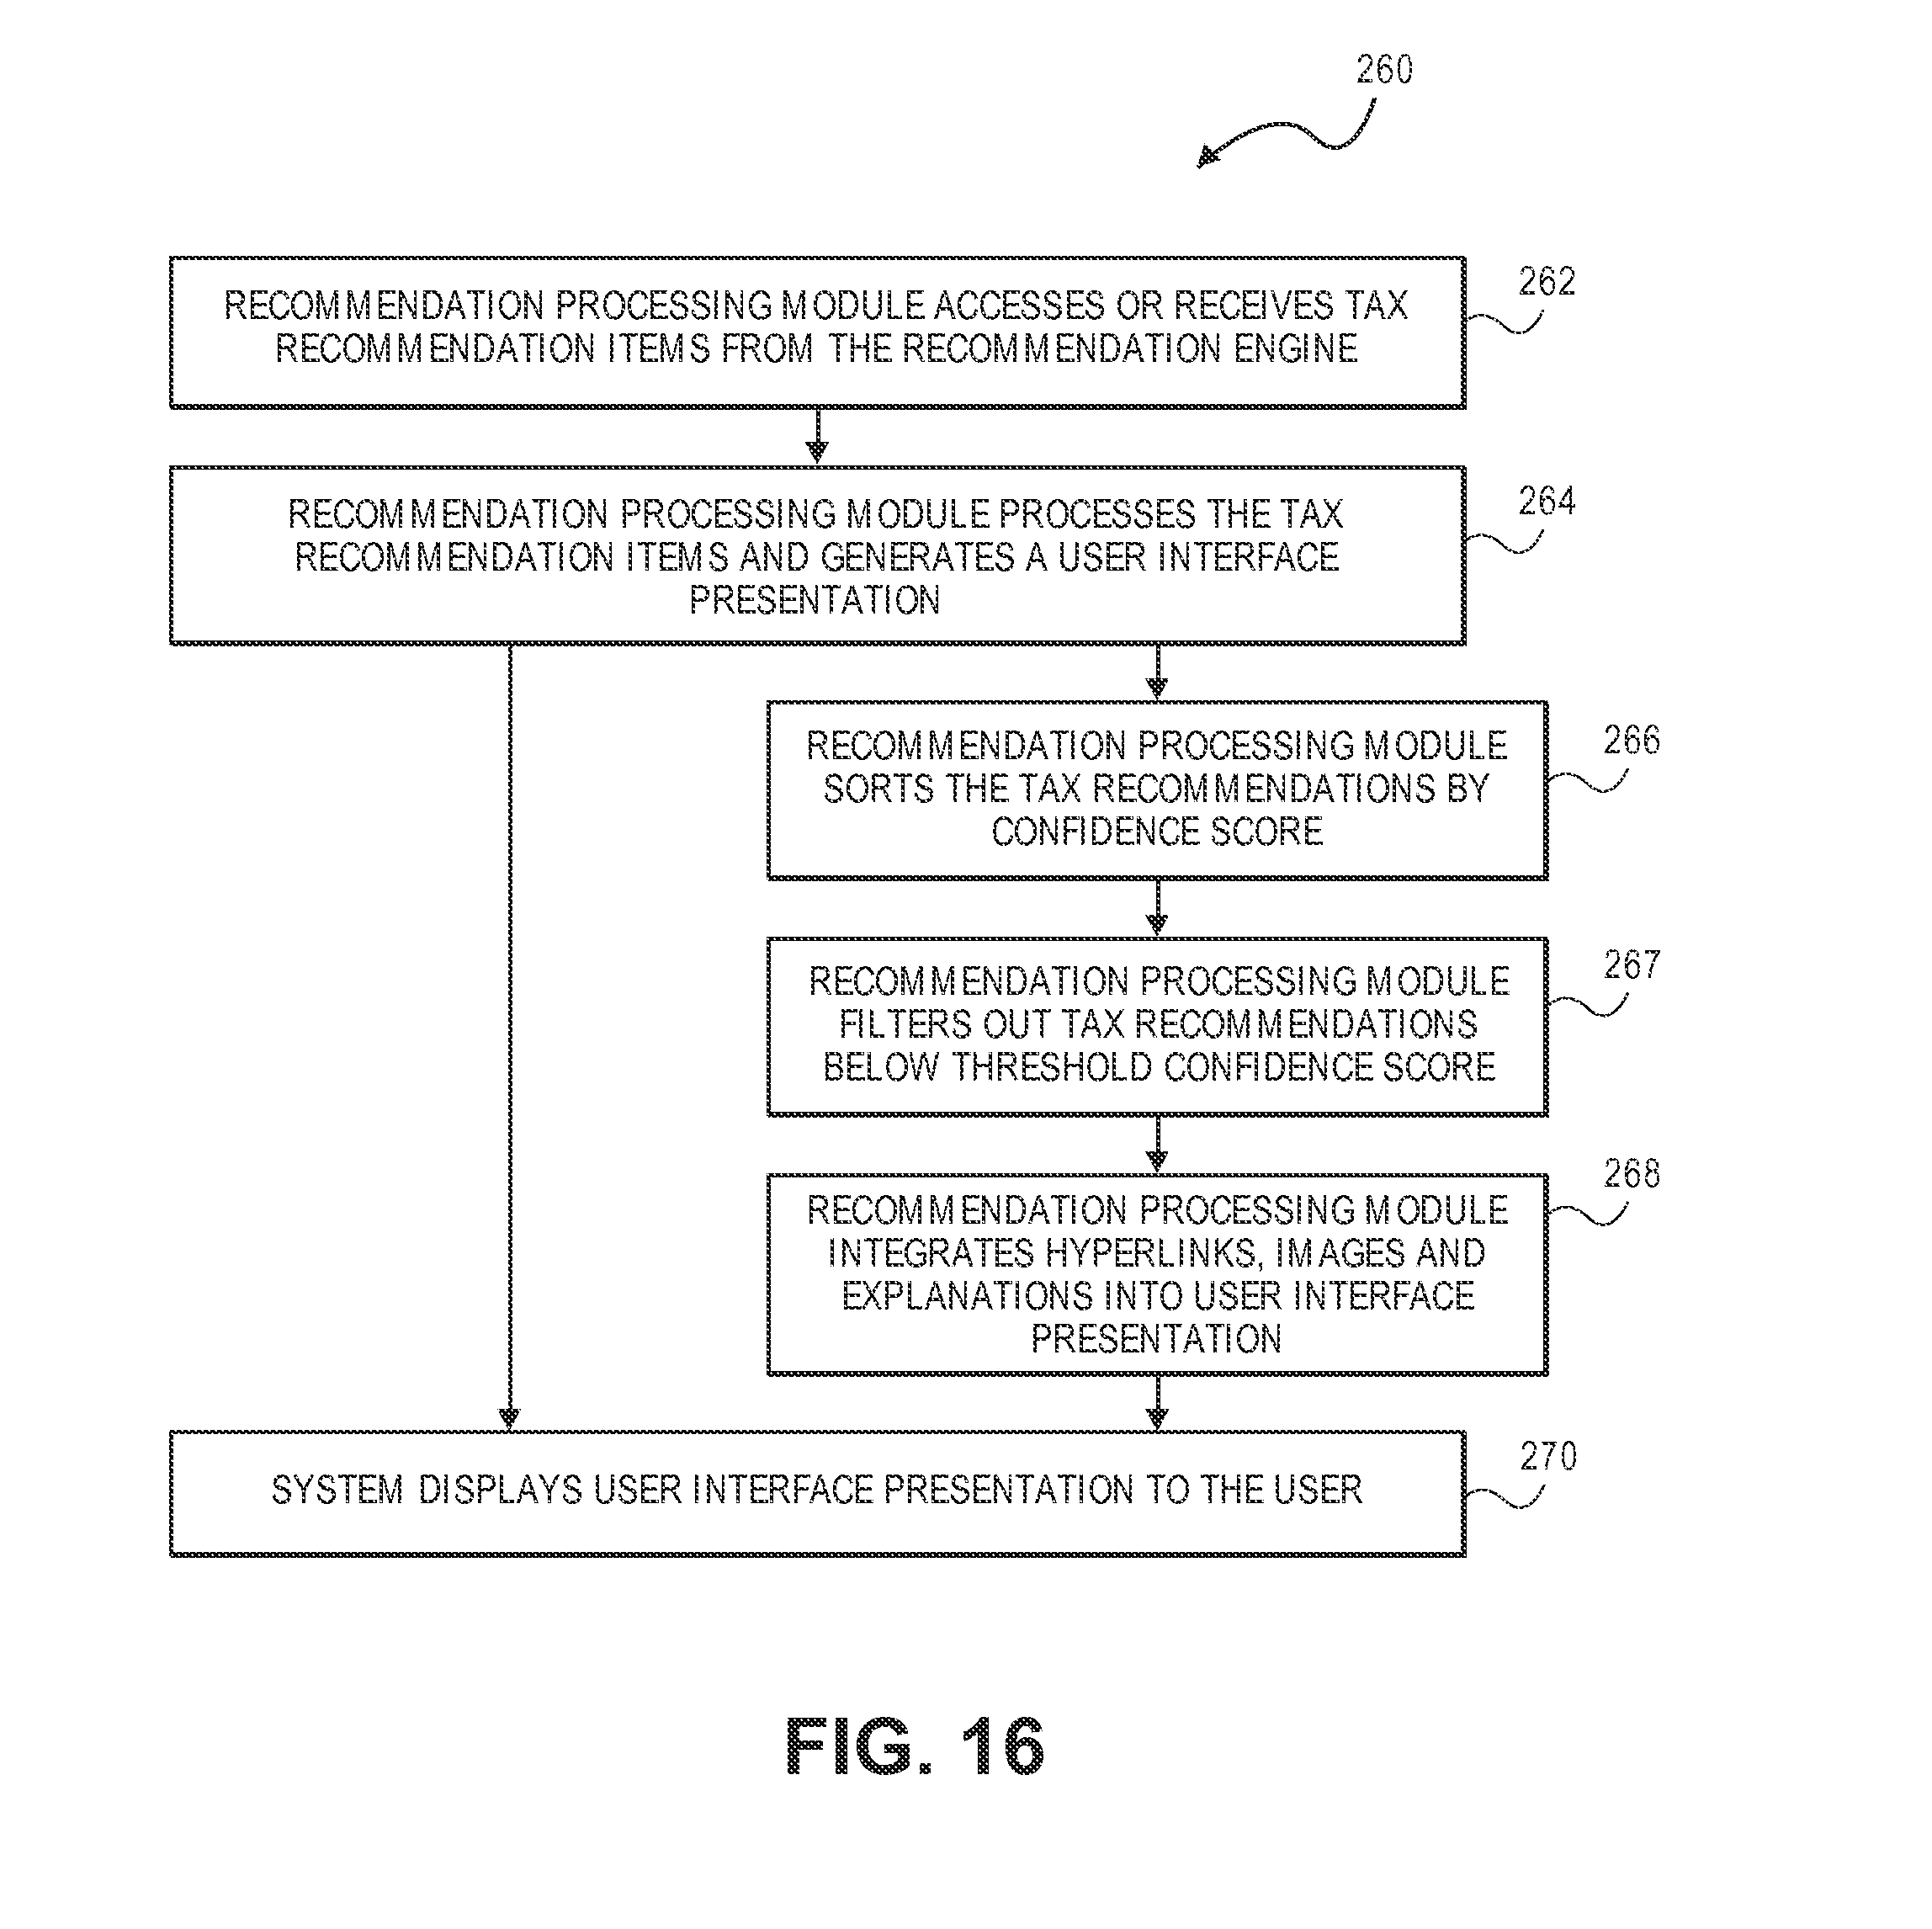 260
RECOMMENDATION PROCESSING MODULE ACCESSES OR RECEIVES TAX
RECOMMENDATION ITEMS FROM THE RECOMMENDATION ENGINE
262
RECOMMENDATION PROCESSING MODULE PROCESSES THE TAX
RECOMMENDATION ITEMS AND GENERATES A USER INTERFACE
PRESENTATION
264
RECOMMENDATION PROCESSING MODULE
SORTS THE TAX RECOMMENDATIONS BY
CONFIDENCE SCORE
266
RECOMMENDATION PROCESSING MODULE
FILTERS OUT TAX RECOMMENDATIONS
BELOW THRESHOLD CONFIDENCE SCORE
267
RECOMMENDATION PROCESSING MODULE
INTEGRATES HYPERLINKS, IMAGES AND
EXPLANATIONS INTO USER INTERFACE
PRESENTATION
268
SYSTEM DISPLAYS USER INTERFACE PRESENTATION TO THE USER
270
FIG. 16